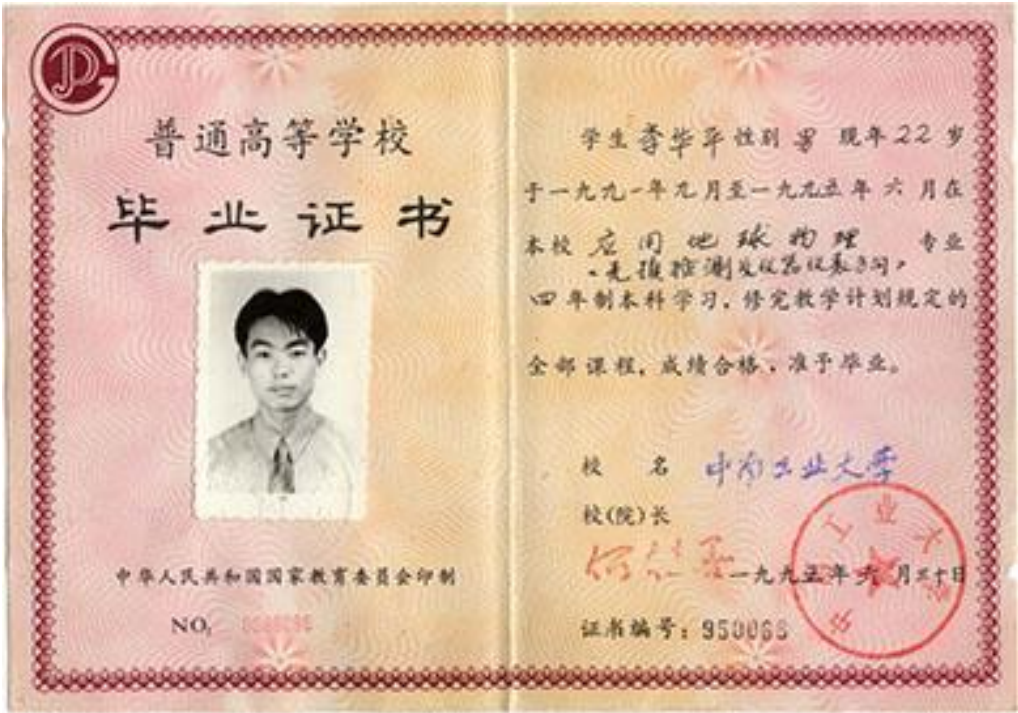 普通高等学校
毕业证书
中华人民共和国国家教育委员会印制
NO:
学生 李华平 性别 男 现年 22 岁
于一九九一年九月至一九九五年六月在
本校 应用地球物理 专业
四年制本科学习,修完教学计划规定的
全部课程,成绩合格,准予毕业。
校 名 中南工业大学
校(院)长
何继善
一九九五年六月三十日
证书编号:950066